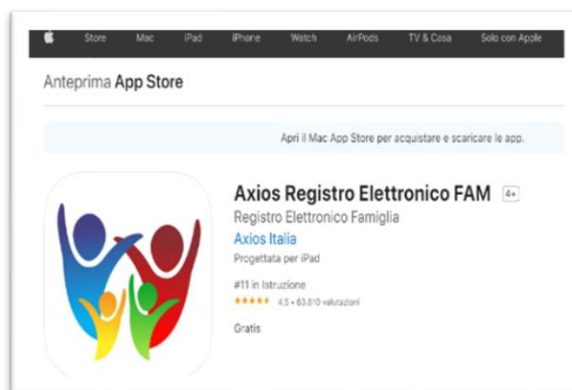 Store Mac iPad iPhone Watch AirPods TV & Casa Solo con Apple
Anteprima App Store
Apri il Mac App Store per acquistare e scaricare le app.
Axios Registro Elettronico FAM 4+
Registro Elettronico Famiglia
Axios Italia
Progettata per iPad
#11 in Istruzione
4,5 • 63.810 valutazioni
Gratis